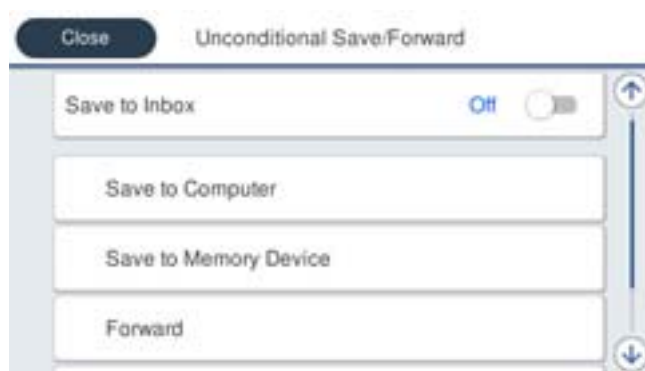 Close Unconditional Save/Forward
Save to Inbox Off
Save to Computer
Save to Memory Device
Forward